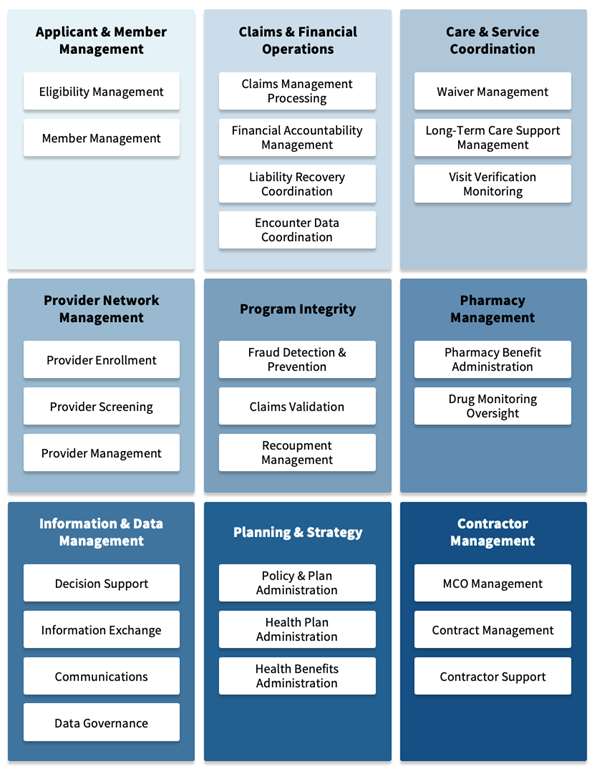 Applicant & Member
Management
Eligibility Management
Member Management
Claims & Financial
Operations
Claims Management
Processing
Financial Accountability
Management
Liability Recovery
Coordination
Encounter Data
Coordination
Care & Service
Coordination
Waiver Management
Long-Term Care Support
Management
Visit Verification
Monitoring
Provider Network
Management
Provider Enrollment
Provider Screening
Provider Management
Program Integrity
Fraud Detection &
Prevention
Claims Validation
Recoupment
Management
Pharmacy
Management
Pharmacy Benefit
Administration
Drug Monitoring
Oversight
Information & Data
Management
Decision Support
Information Exchange
Communications
Data Governance
Planning & Strategy
Policy & Plan
Administration
Health Plan
Administration
Health Benefits
Administration
Contractor
Management
MCO Management
Contract Management
Contractor Support